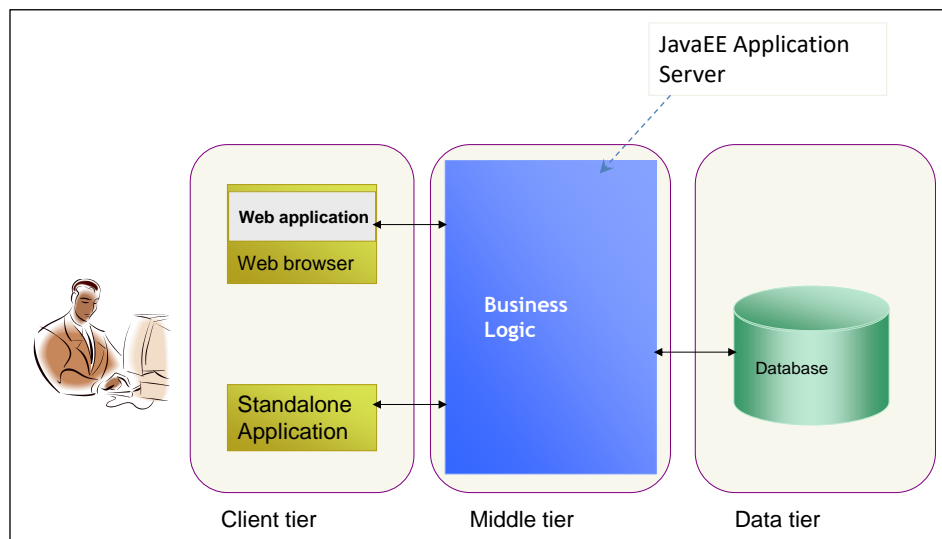 JavaEE Application
Server
Web application
Web browser
Business
Logic
Database
Standalone
Application
Client tier
Middle tier
Data tier